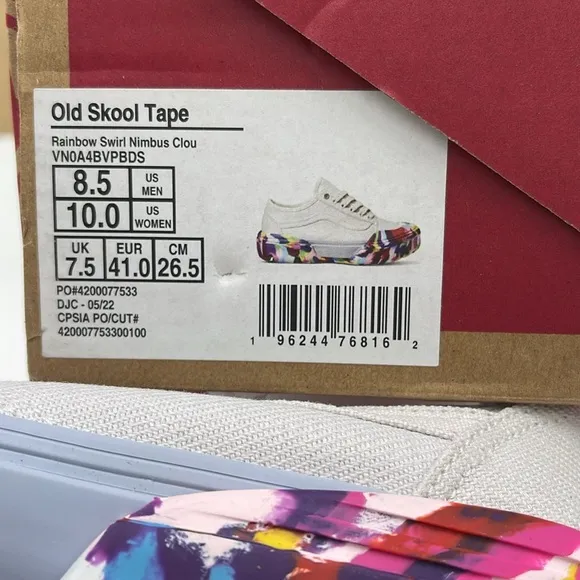 Old Skool Tape
Rainbow Swirl Nimbus Clou
VN0A4BVPBDS
8.5 US MEN
10.0 US WOMEN
UK EUR CM
7.5 41.0 26.5
PO#4200077533
DJC - 05/22
CPSIA PO/CUT#
420007753300100
1 96244 76816 2